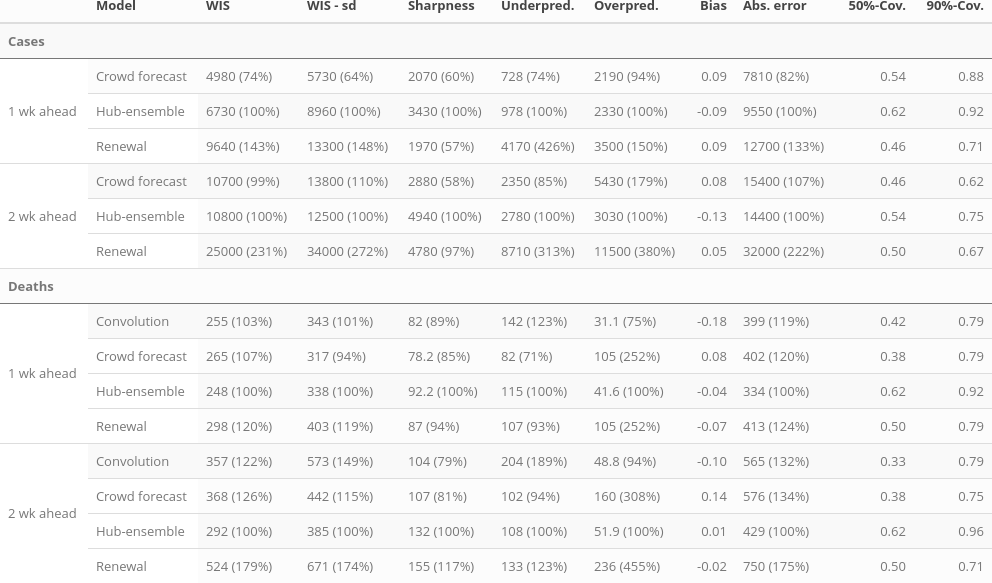 Model WIS WIS - sd Sharpness Underpred. Overpred. Bias Abs. error 50%-Cov. 90%-Cov.
Cases
1 wk ahead Crowd forecast 4980 (74%) 5730 (64%) 2070 (60%) 728 (74%) 2190 (94%) 0.09 7810 (82%) 0.54 0.88
Hub-ensemble 6730 (100%) 8960 (100%) 3430 (100%) 978 (100%) 2330 (100%) -0.09 9550 (100%) 0.62 0.92
Renewal 9640 (143%) 13300 (148%) 1970 (57%) 4170 (426%) 3500 (150%) 0.09 12700 (133%) 0.46 0.71
2 wk ahead Crowd forecast 10700 (99%) 13800 (110%) 2880 (58%) 2350 (85%) 5430 (179%) 0.08 15400 (107%) 0.46 0.62
Hub-ensemble 10800 (100%) 12500 (100%) 4940 (100%) 2780 (100%) 3030 (100%) -0.13 14400 (100%) 0.54 0.75
Renewal 25000 (231%) 34000 (272%) 4780 (97%) 8710 (313%) 11500 (380%) 0.05 32000 (222%) 0.50 0.67
Deaths
1 wk ahead Convolution 255 (103%) 343 (101%) 82 (89%) 142 (123%) 31.1 (75%) -0.18 399 (119%) 0.42 0.79
Crowd forecast 265 (107%) 317 (94%) 78.2 (85%) 82 (71%) 105 (252%) 0.08 402 (120%) 0.38 0.79
Hub-ensemble 248 (100%) 338 (100%) 92.2 (100%) 115 (100%) 41.6 (100%) -0.04 334 (100%) 0.62 0.92
Renewal 298 (120%) 403 (119%) 87 (94%) 107 (93%) 105 (252%) -0.07 413 (124%) 0.50 0.79
2 wk ahead Convolution 357 (122%) 573 (149%) 104 (79%) 204 (189%) 48.8 (94%) -0.10 565 (132%) 0.33 0.79
Crowd forecast 368 (126%) 442 (115%) 107 (81%) 102 (94%) 160 (308%) 0.14 576 (134%) 0.38 0.75
Hub-ensemble 292 (100%) 385 (100%) 132 (100%) 108 (100%) 51.9 (100%) 0.01 429 (100%) 0.62 0.96
Renewal 524 (179%) 671 (174%) 155 (117%) 133 (123%) 236 (455%) -0.02 750 (175%) 0.50 0.71